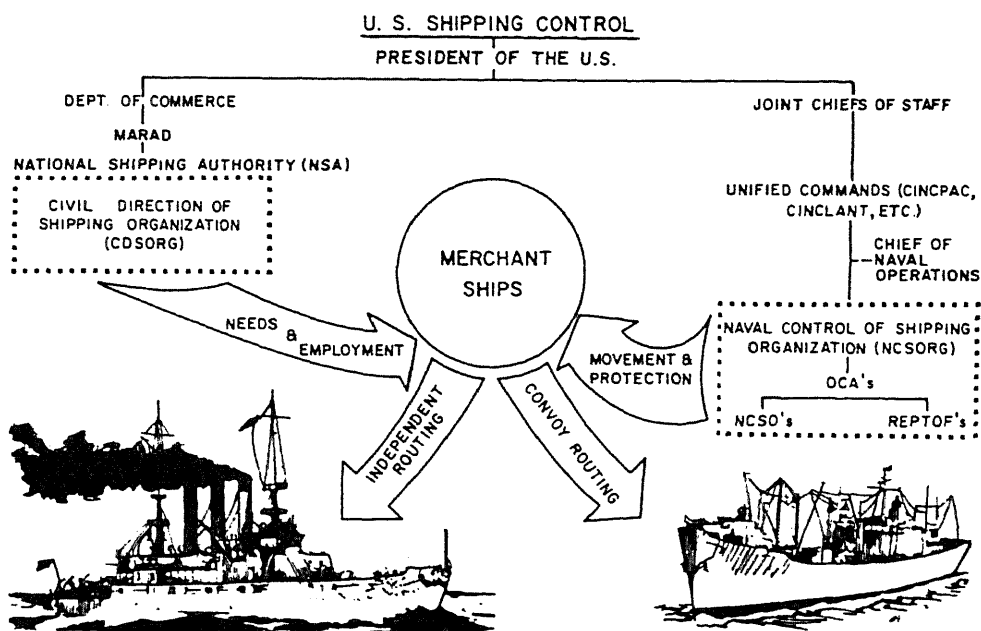 U. S. SHIPPING CONTROL
PRESIDENT OF THE U.S.
DEPT. OF COMMERCE
MARAD
NATIONAL SHIPPING AUTHORITY (NSA)
CIVIL DIRECTION OF
SHIPPING ORGANIZATION
(CDSORG)
JOINT CHIEFS OF STAFF
UNIFIED COMMANDS (CINCPAC,
CINCLANT, ETC.)
CHIEF OF
NAVAL
OPERATIONS
NAVAL CONTROL OF SHIPPING
ORGANIZATION (NCSORG)
OCA's
NCSO's
REPTOF's
MERCHANT
SHIPS
NEEDS
&
EMPLOYMENT
MOVEMENT &
PROTECTION
INDEPENDENT
ROUTING
CONVOY ROUTING